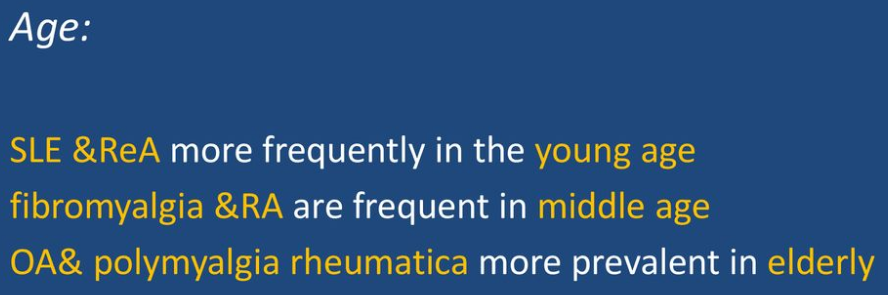 Age:
SLE &ReA more frequently in the young age
fibromyalgia &RA are frequent in middle age
OA& polymyalgia rheumatica more prevalent in elderly